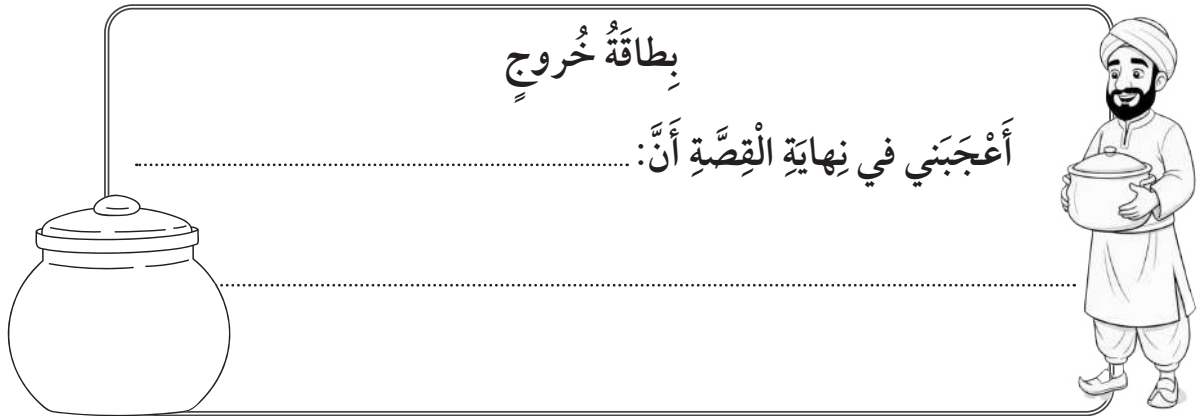 بِطاقَةُ خُروجٍ
أَعْجَبَني في نِهايَةِ الْقِصَّةِ أَنَّ: ........................................
........................................